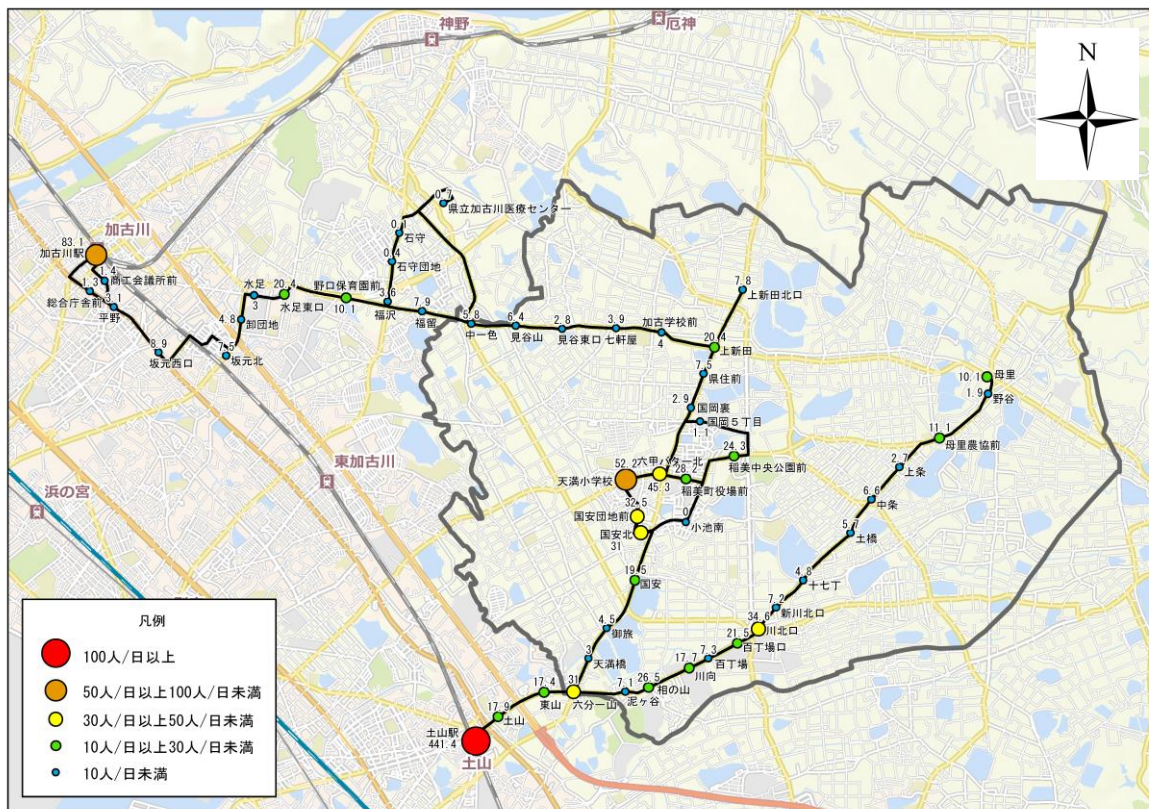 神野
厄神
N
加古川
83.1
加古川駅
1.4
商工会議所前
1.3
総合庁舎前
3.1
平野
8.9
坂元西口
7.5
坂元北
4.8
卸団地
水足
3
20.4
水足東口
野口保育園前
10.1
3.6
福沢
0.4
石守団地
0.1
石守
0.7
県立加古川医療センター
7.9
福留
5.8
中一色
6.4
見谷山
2.8
見谷東口
3.9
七軒屋
加古学校前
4
20.4
上新田
7.8
上新田北口
7.5
県住前
2.9
国岡裏
国岡5丁目
1.1
24.3
稲美中央公園前
六甲バター北
45.3
28.2
稲美町役場前
52.2
天満小学校
32.5
国安団地前
国安北
31
0
小池南
19.5
国安
4.5
御旅
3
天満橋
31
六分一山
17.4
東山
17.9
土山
土山駅
441.4
土山
7.1
泥ヶ谷
26.5
相の山
17.7
川向
7.3
百丁場
21.5
百丁場口
34.6
川北口
7.2
新川北口
4.8
十七丁
5.7
土橋
6.6
中条
2.7
上条
11.1
母里農協前
1.9
野谷
10.1
母里
東加古川
浜の宮
凡例
100人/日以上
50人/日以上100人/日未満
30人/日以上50人/日未満
10人/日以上30人/日未満
10人/日未満